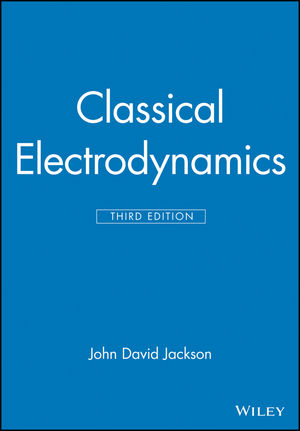 Classical
Electrodynamics
THIRD EDITION
John David Jackson
WILEY